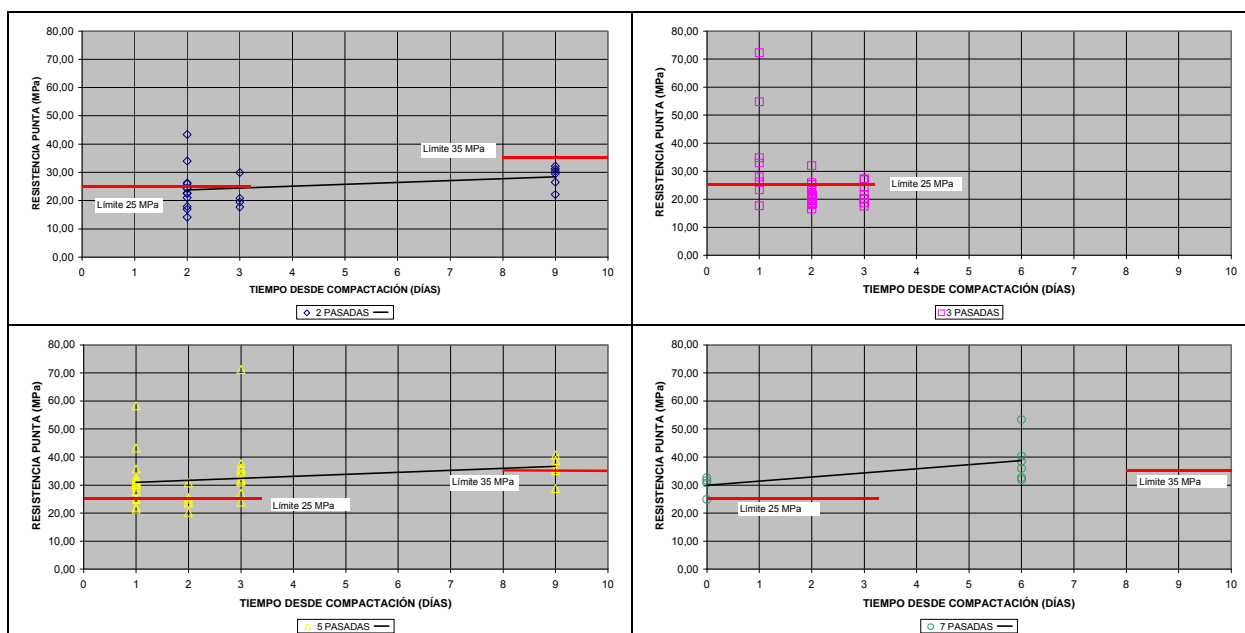 80,00
70,00
60,00
50,00
40,00
30,00
20,00
10,00
0,00
RESISTENCIA PUNTA (MPa)
Límite 35 MPa
Límite 25 MPa
0 1 2 3 4 5 6 7 8 9 10
TIEMPO DESDE COMPACTACIÓN (DÍAS)
2 PASADAS
80,00
70,00
60,00
50,00
40,00
30,00
20,00
10,00
0,00
RESISTENCIA PUNTA (MPa)
Límite 25 MPa
0 1 2 3 4 5 6 7 8 9 10
TIEMPO DESDE COMPACTACIÓN (DÍAS)
3 PASADAS
80,00
70,00
60,00
50,00
40,00
30,00
20,00
10,00
0,00
RESISTENCIA PUNTA (MPa)
Límite 35 MPa
Límite 25 MPa
0 1 2 3 4 5 6 7 8 9 10
TIEMPO DESDE COMPACTACIÓN (DÍAS)
5 PASADAS
80,00
70,00
60,00
50,00
40,00
30,00
20,00
10,00
0,00
RESISTENCIA PUNTA (MPa)
Límite 35 MPa
Límite 25 MPa
0 1 2 3 4 5 6 7 8 9 10
TIEMPO DESDE COMPACTACIÓN (DÍAS)
7 PASADAS